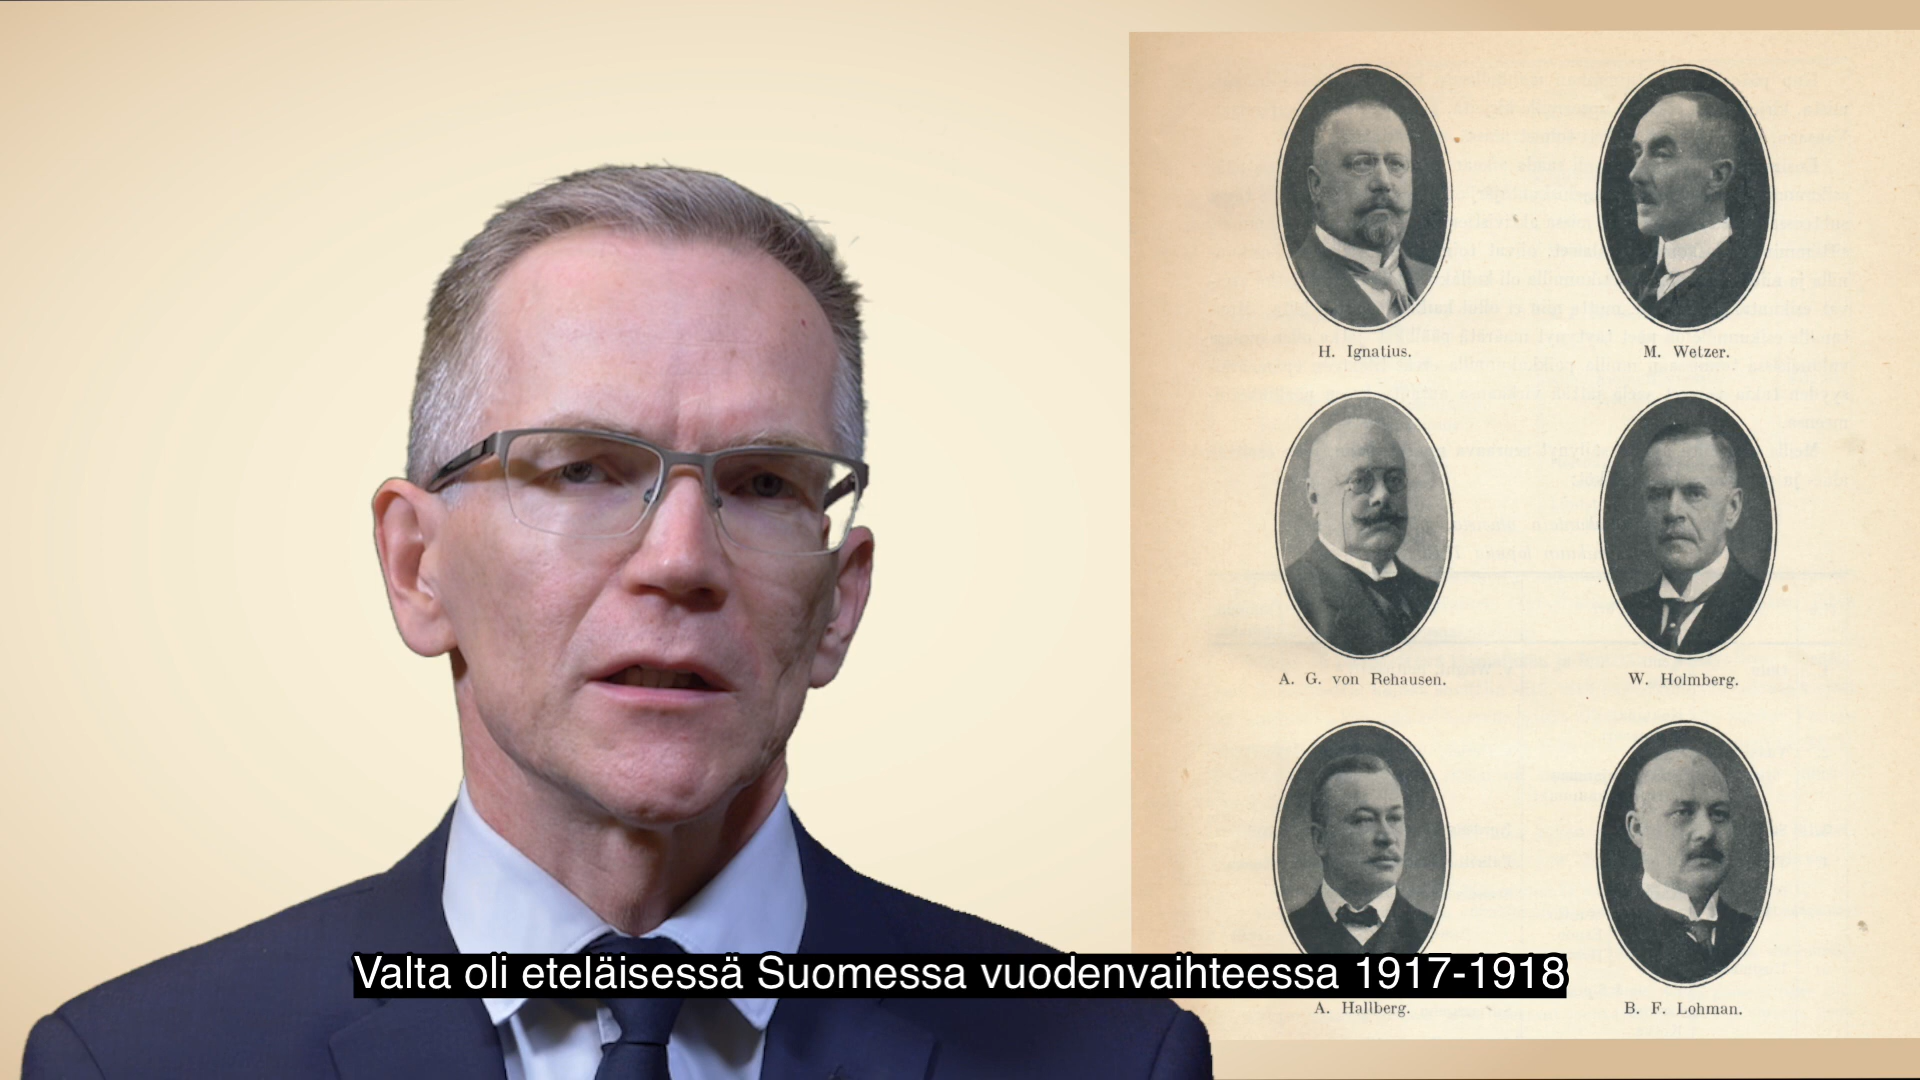 H. Ignatius.
M. Wetzer.
A. G. von Rehausen.
W. Holmberg.
Valta oli eteläisessä Suomessa vuodenvaihteessa 1917-1918
A. Hallberg.
B. F. Lohman.